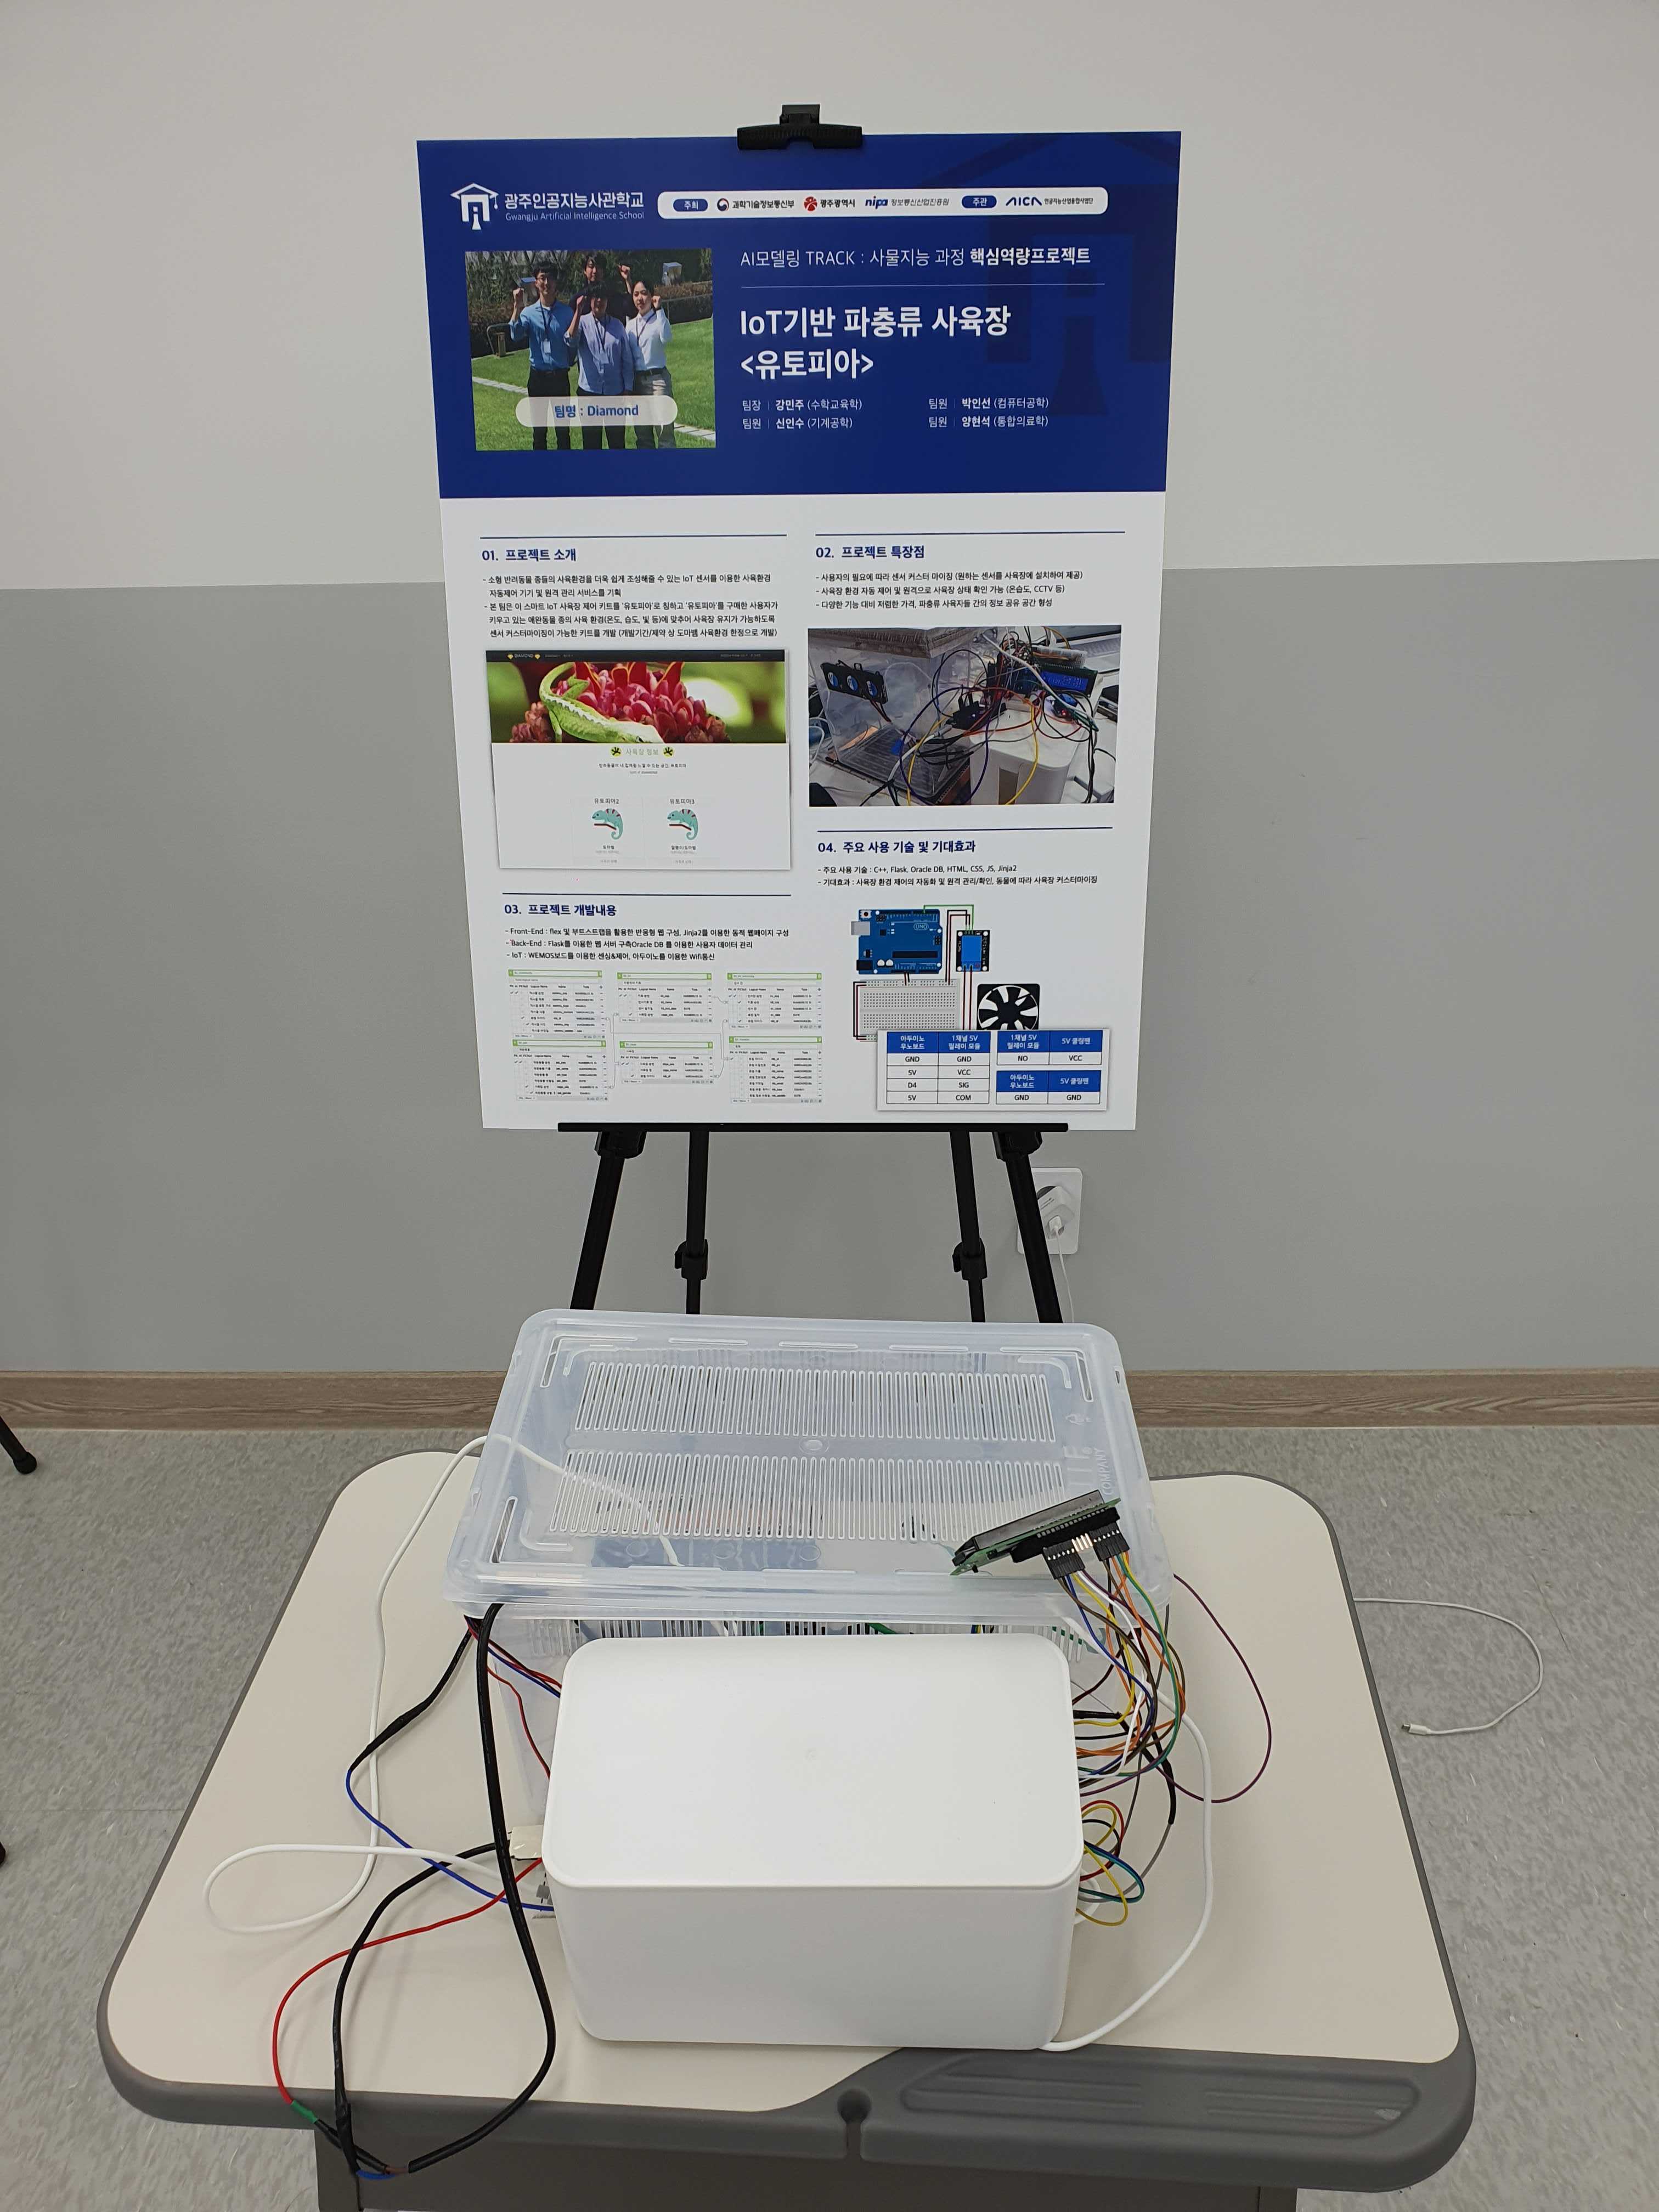 광주인공지능사관학교
Gwangju Artificial Intelligence School
주최 과학기술정보통신부 광주광역시 nipa 정보통신산업진흥원 주관 AICA 인공지능산업융합사업단
AI모델링 TRACK : 사물지능 과정 핵심역량프로젝트
IoT기반 파충류 사육장
<유토피아>
팀명 : Diamond
팀장 강민주 (수학교육학) 팀원 박인선 (컴퓨터공학)
팀원 신인수 (기계공학) 팀원 양현석 (통합의료학)
01. 프로젝트 소개
- 소형 반려동물 종들의 사육환경을 더욱 쉽게 조성해줄 수 있는 IoT 센서를 이용한 사육환경
자동제어 기기 및 원격 관리 서비스를 기획
- 본 팀은 이 스마트 IoT 사육장 제어 키트를 '유토피아'로 칭하고 '유토피아'를 구매한 사용자가
키우고 있는 애완동물 종의 사육 환경(온도, 습도, 빛 등)에 맞추어 사육장 유지가 가능하도록
센서 커스터마이징이 가능한 키트를 개발 (개발기간/제약 상 도마뱀 사육환경 한정으로 개발)
사육장 정보
유토피아2 유토피아3
도마뱀
02. 프로젝트 특장점
- 사용자의 필요에 따라 센서 커스터 마이징 (원하는 센서를 사육장에 설치하여 제공)
- 사육장 환경 자동 제어 및 원격으로 사육장 상태 확인 가능 (온습도, CCTV 등)
- 다양한 기능 대비 저렴한 가격, 파충류 사육자들 간의 정보 공유 공간 형성
03. 프로젝트 개발내용
- Front-End : flex 및 부트스트랩을 활용한 반응형 웹 구성, Jinja2를 이용한 동적 웹페이지 구성
- Back-End : Flask를 이용한 웹 서버 구축Oracle DB 를 이용한 사용자 데이터 관리
- IoT : WEMOS보드를 이용한 센싱&제어, 아두이노를 이용한 Wifi통신
04. 주요 사용 기술 및 기대효과
- 주요 사용 기술 : C++, Flask, Oracle DB, HTML, CSS, JS, Jinja2
- 기대효과 : 사육장 환경 제어의 자동화 및 원격 관리/확인, 동물에 따라 사육장 커스터마이징
UNO
아두이노 우노보드 1채널 5V 릴레이 모듈
GND GND
5V VCC
D4 SIG
5V COM
1채널 5V 릴레이 모듈 5V 쿨링팬
NO VCC
아두이노 우노보드 5V 쿨링팬
GND GND
COMPANY